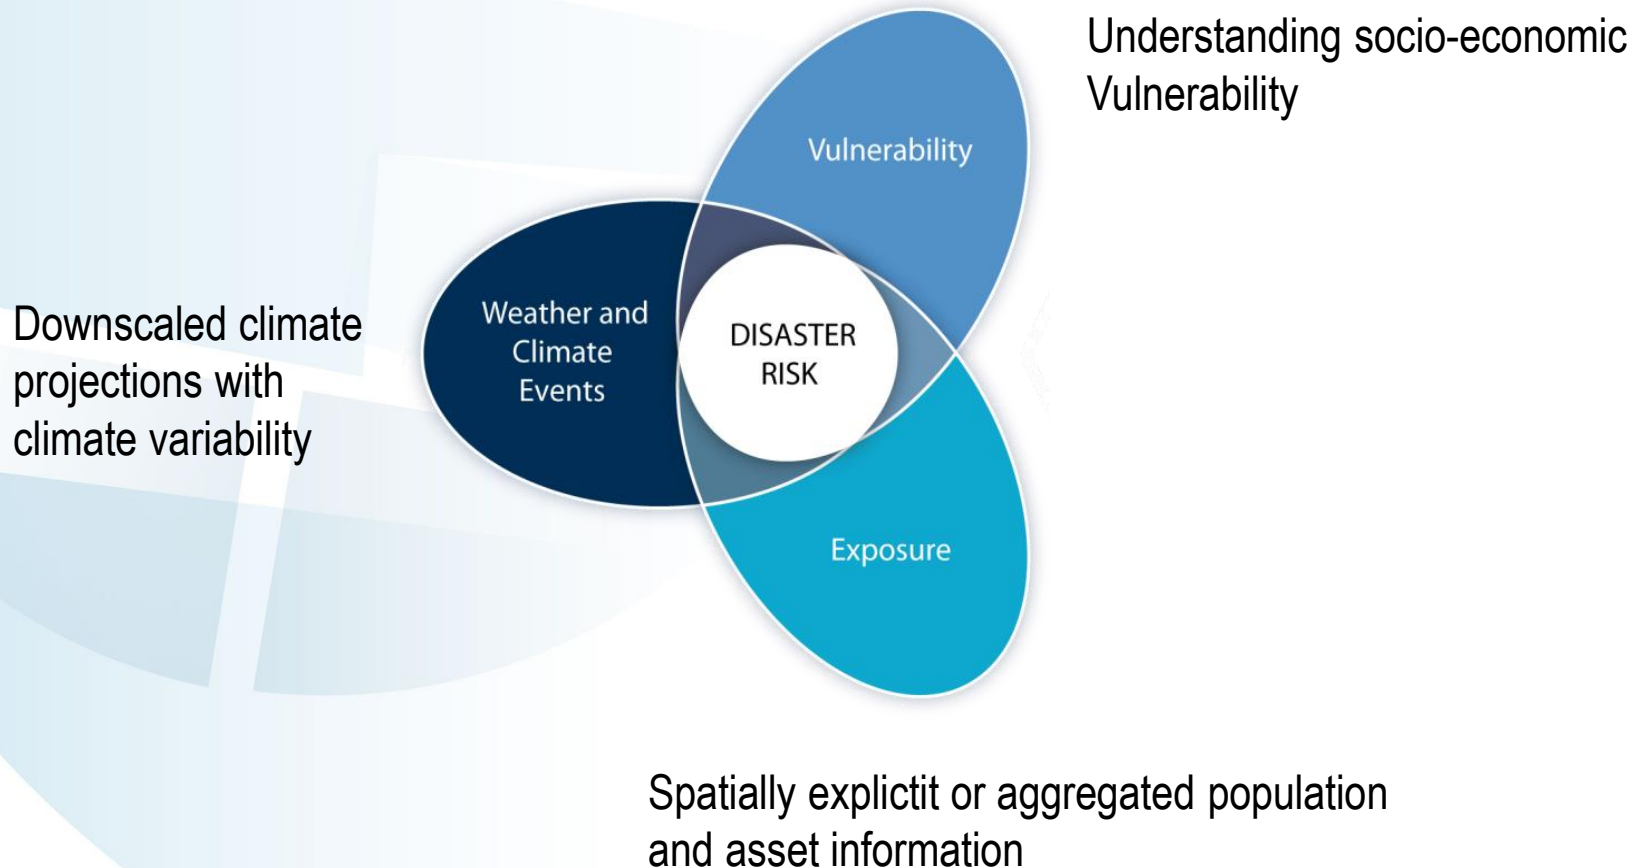 Understanding socio-economic
Vulnerability
Vulnerability
Weather and
Climate
Events
DISASTER
RISK
Downscaled climate
projections with
climate variability
Exposure
Spatially explictit or aggregated population
and asset information